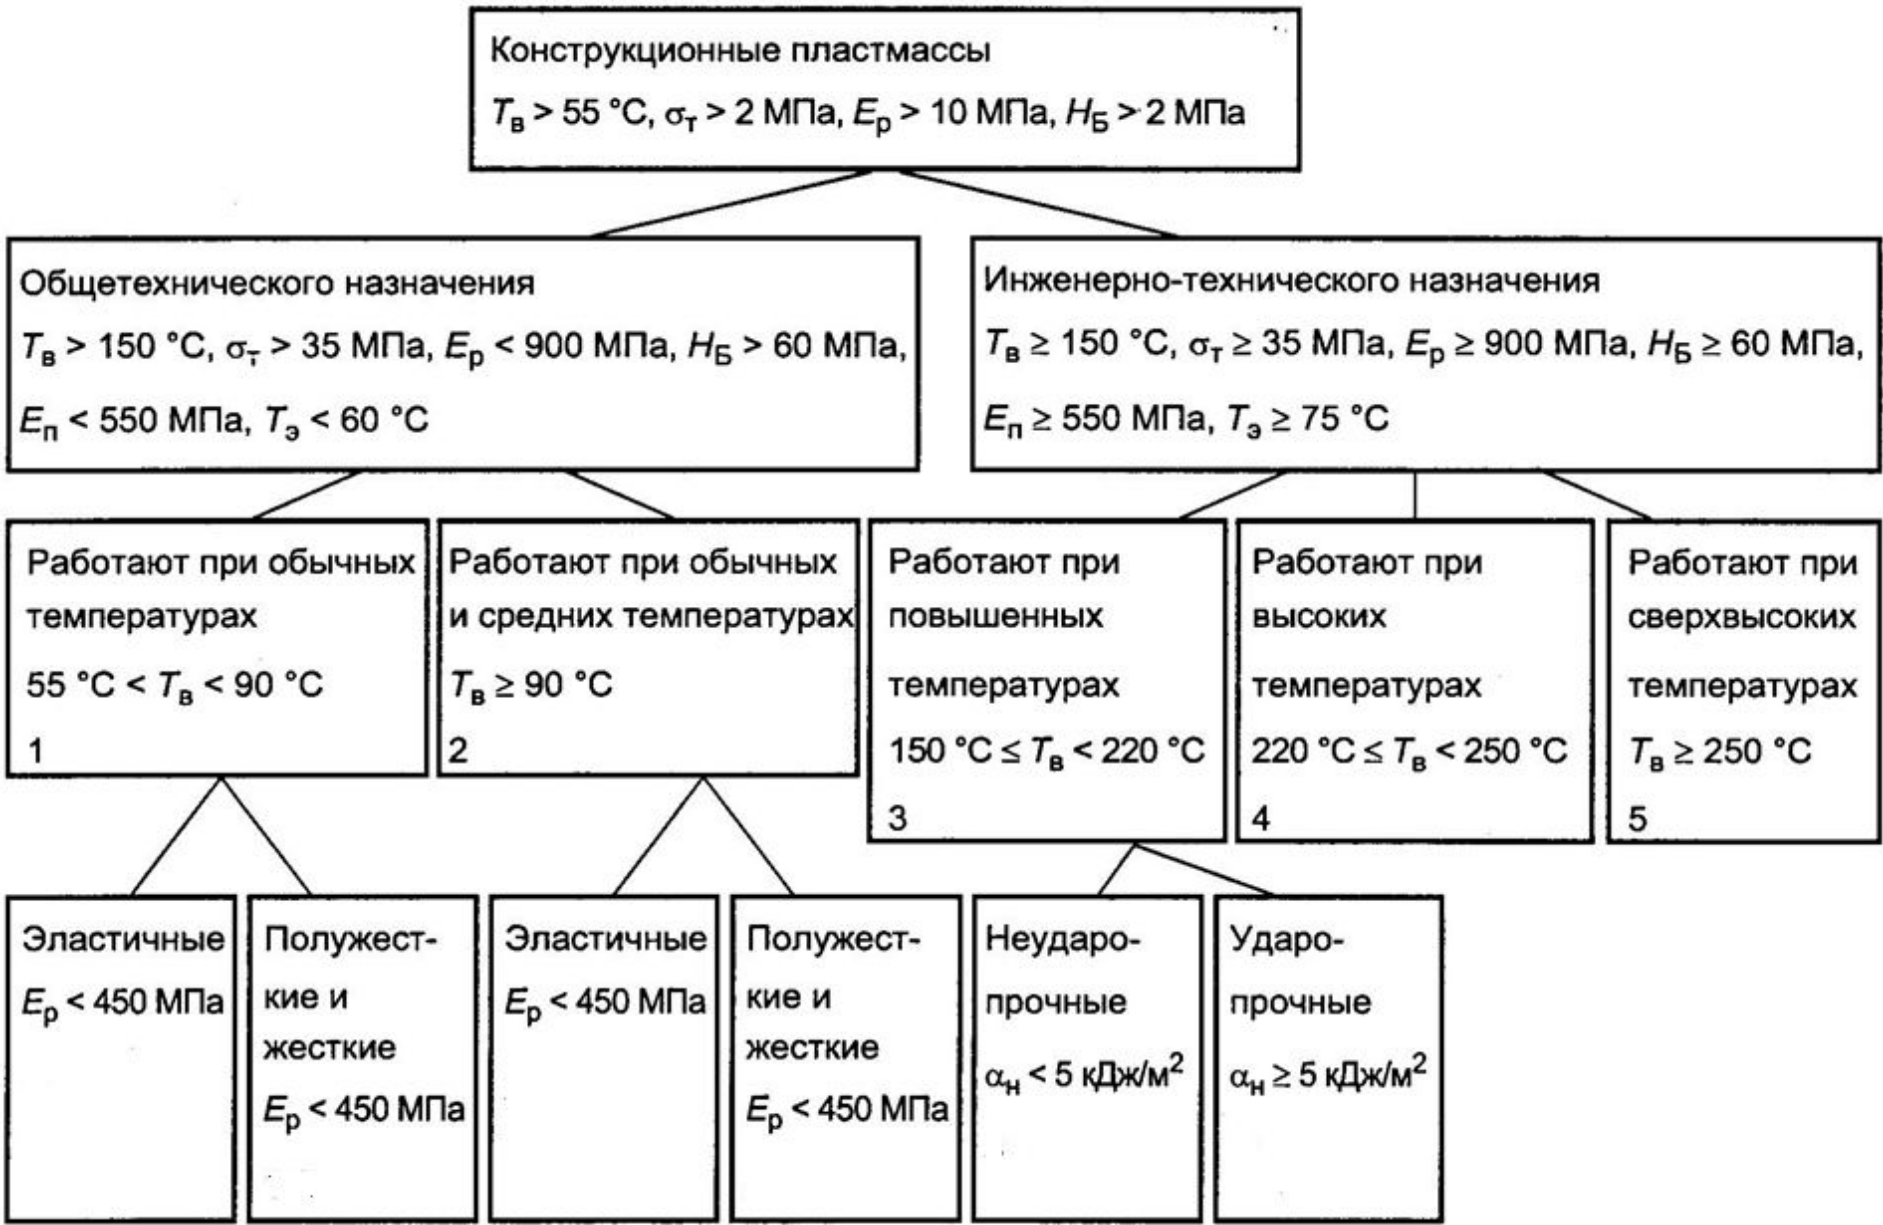 Конструкционные пластмассы
Tв > 55 °C, σт > 2 МПа, Eр > 10 МПа, HБ > 2 МПа
Общетехнического назначения
Tв > 150 °C, σт > 35 МПа, Eр < 900 МПа, HБ > 60 МПа,
Eп < 550 МПа, Tэ < 60 °C
Инженерно-технического назначения
Tв ≥ 150 °C, σт ≥ 35 МПа, Eр ≥ 900 МПа, HБ ≥ 60 МПа,
Eп ≥ 550 МПа, Tэ ≥ 75 °C
Работают при обычных
температурах
55 °C < Tв < 90 °C
1
Работают при обычных
и средних температурах
Tв ≥ 90 °C
2
Работают при
повышенных
температурах
150 °C ≤ Tв < 220 °C
3
Работают при
высоких
температурах
220 °C ≤ Tв < 250 °C
4
Работают при
сверхвысоких
температурах
Tв ≥ 250 °C
5
Эластичные
Eр < 450 МПа
Полужест-
кие и
жесткие
Eр < 450 МПа
Эластичные
Eр < 450 МПа
Полужест-
кие и
жесткие
Eр < 450 МПа
Неударо-
прочные
αн < 5 кДж/м²
Ударо-
прочные
αн ≥ 5 кДж/м²